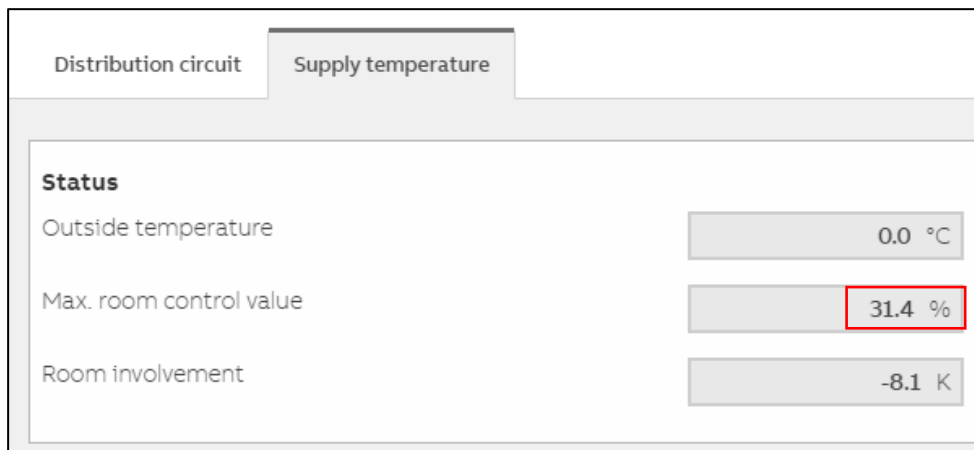 Distribution circuit Supply temperature
Status
Outside temperature 0.0 °C
Max. room control value 31.4 %
Room involvement -8.1 K